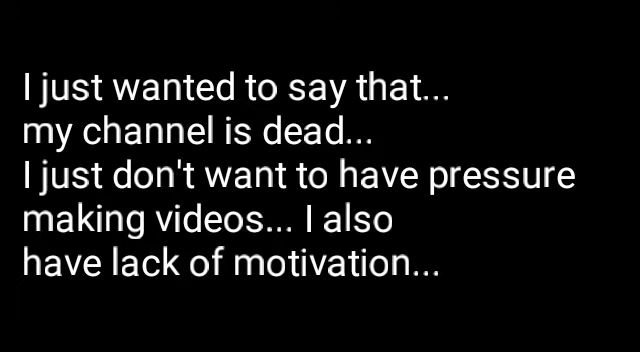 I just wanted to say that...
my channel is dead...
I just don't want to have pressure
making videos... I also
have lack of motivation...